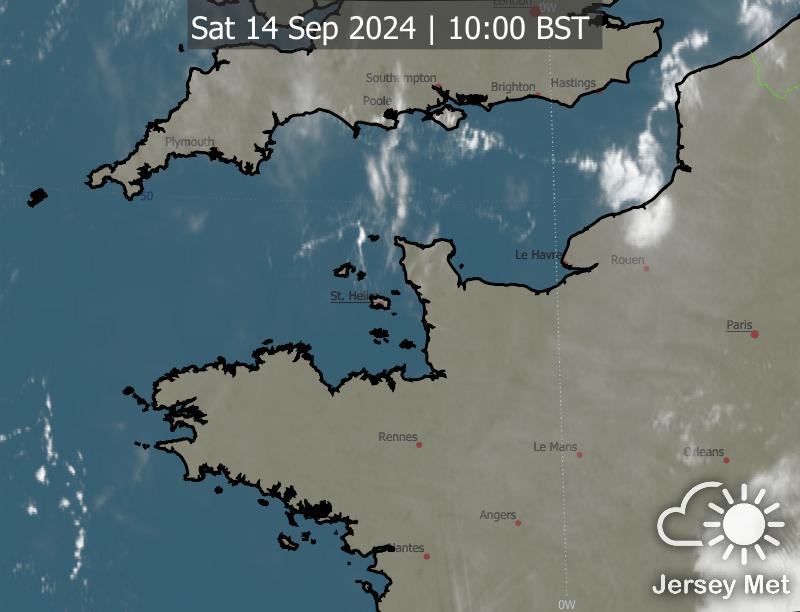 London
0W
Sat 14 Sep 2024 | 10:00 BST
Southampton
Brighton
Hastings
Poole
Plymouth
50
Le Havre
Rouen
St. Helier
Paris
Rennes
Le Mans
Orleans
Angers
Nantes
0W
Jersey Met